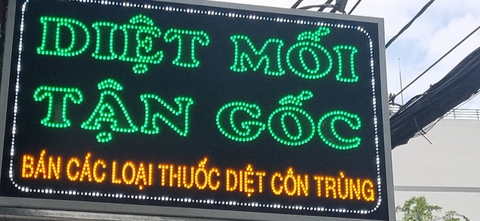 DIỆT MỐI
TẬN GỐC
BÁN CÁC LOẠI THUỐC DIỆT CÔN TRÙNG